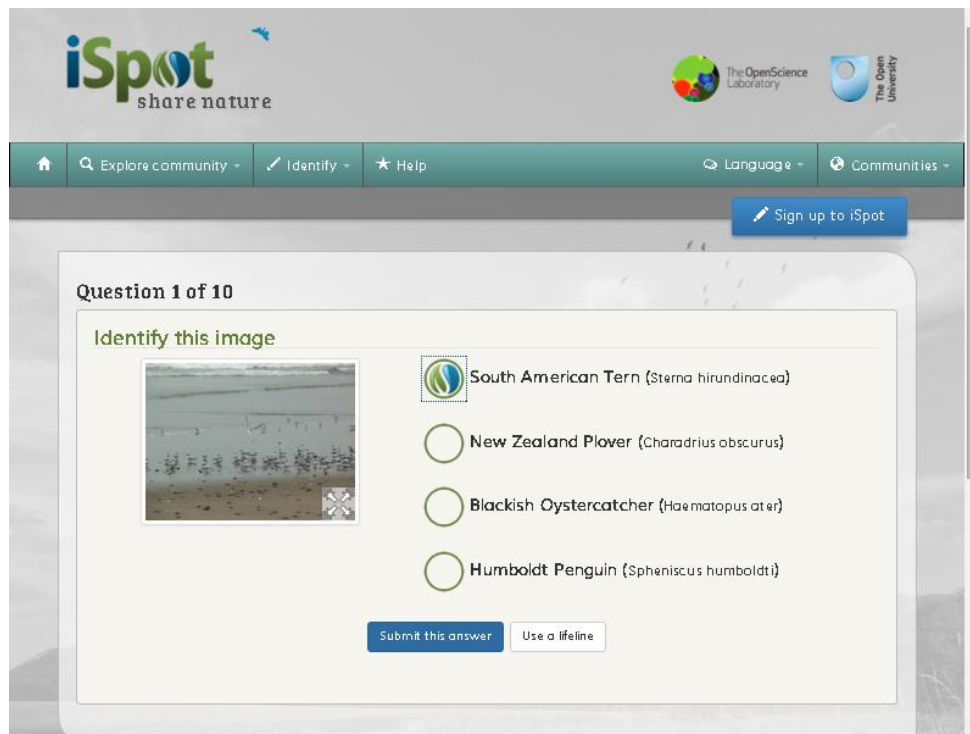 iSpot
share nature
The OpenScience
Laboratory
The Open
University
Explore community
Identify
Help
Language
Communities
Sign up to iSpot
Question 1 of 10
Identify this image
South American Tern (Sterna hirundinacea)
New Zealand Plover (Charadrius obscurus)
Blackish Oystercatcher (Haematopus ater)
Humboldt Penguin (Spheniscus humboldti)
Submit this answer
Use a lifeline